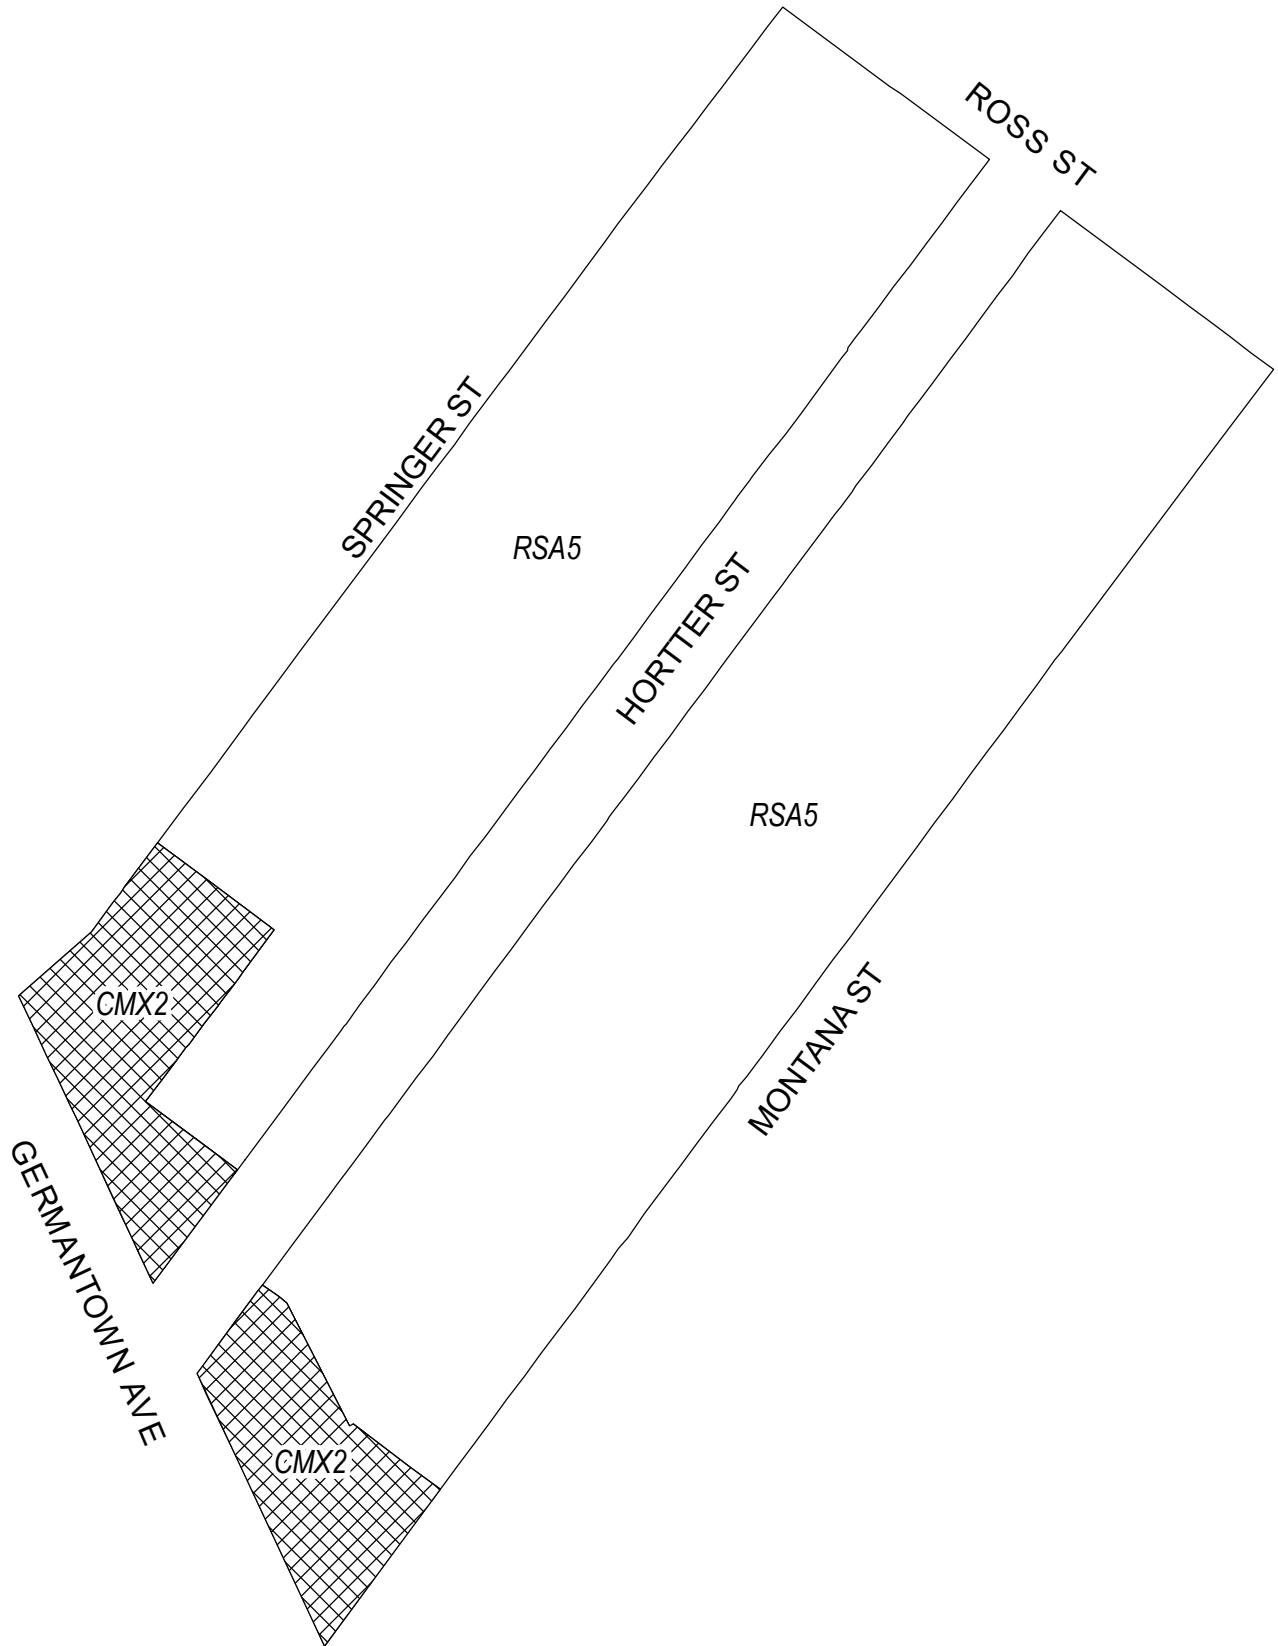 ROSS ST
SPRINGER ST
RSA5
HORTTER ST
RSA5
CMX2
MONTANA ST
GERMANTOWN AVE
CMX2